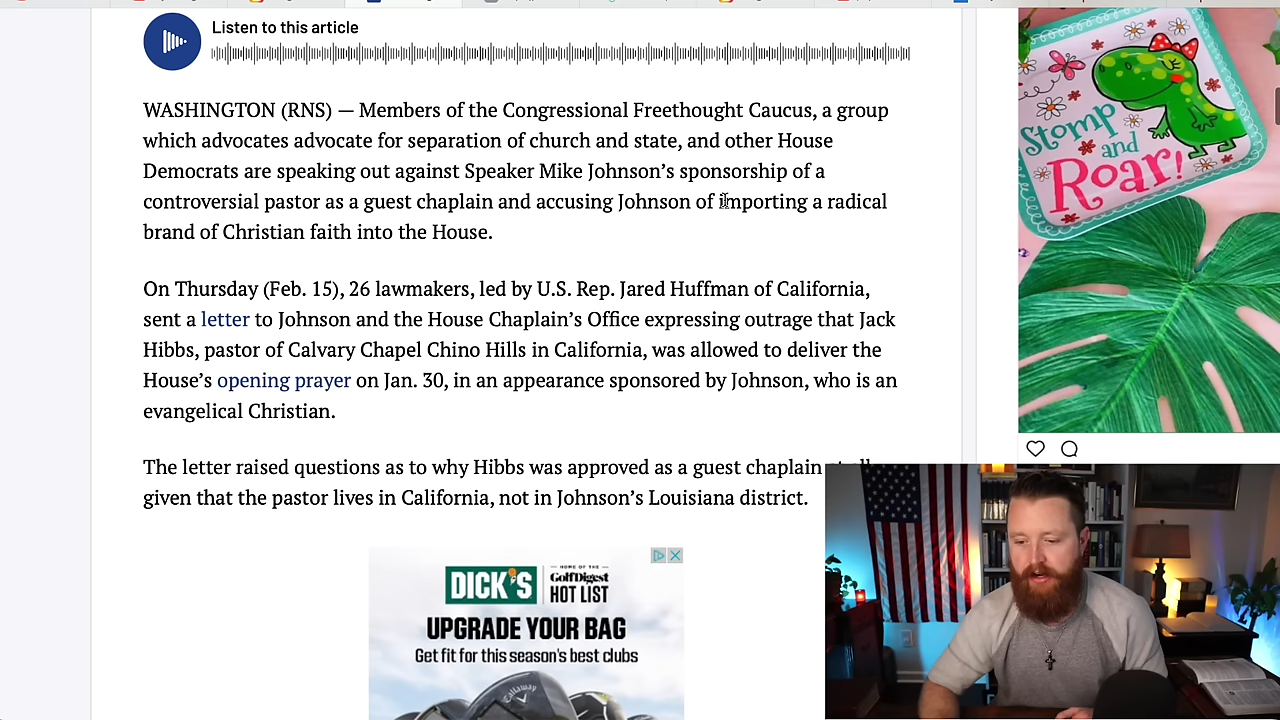 Listen to this article
WASHINGTON (RNS) — Members of the Congressional Freethought Caucus, a group
which advocates advocate for separation of church and state, and other House
Democrats are speaking out against Speaker Mike Johnson’s sponsorship of a
controversial pastor as a guest chaplain and accusing Johnson of importing a radical
brand of Christian faith into the House.
On Thursday (Feb. 15), 26 lawmakers, led by U.S. Rep. Jared Huffman of California,
sent a letter to Johnson and the House Chaplain’s Office expressing outrage that Jack
Hibbs, pastor of Calvary Chapel Chino Hills in California, was allowed to deliver the
House’s opening prayer on Jan. 30, in an appearance sponsored by Johnson, who is an
evangelical Christian.
The letter raised questions as to why Hibbs was approved as a guest chaplain
given that the pastor lives in California, not in Johnson’s Louisiana district.
DICK'S
HOME OF THE
GolfDigest
HOT LIST
UPGRADE YOUR BAG
Get fit for this season's best clubs
Callaway
Stomp
and
Roar!